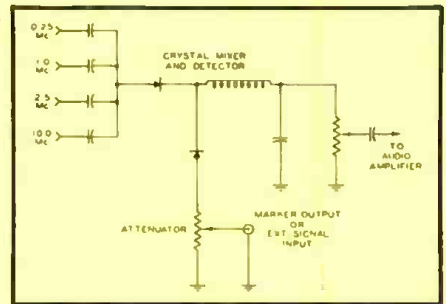 0.25
Mc
CRYSTAL MIXER
AND DETECTOR
1.0
Mc
2.5
Mc
10.0
Mc
TO
AUDIO
AMPLIFIER
MARKER OUTPUT
OR
EXT. SIGNAL
INPUT
ATTENUATOR